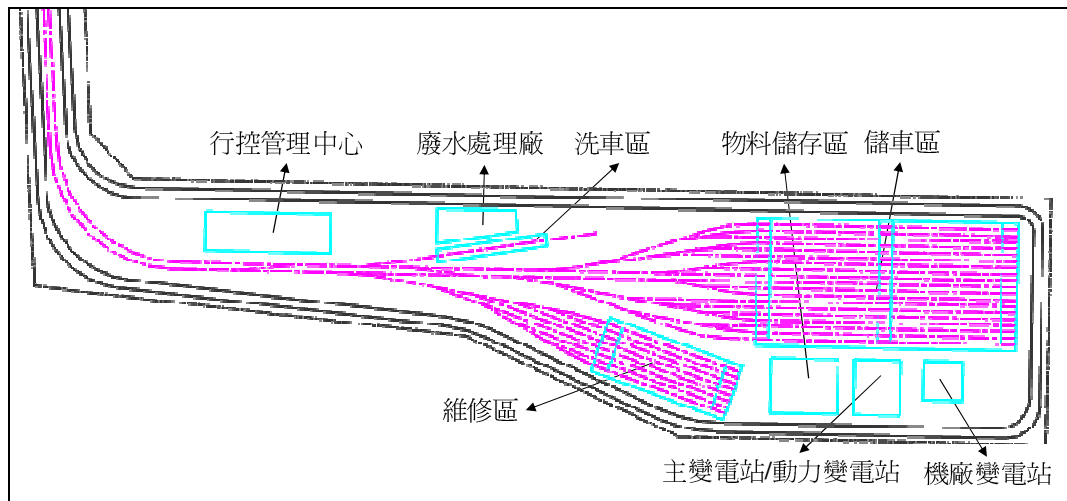 行控管理中心
廢水處理廠
洗車區
物料儲存區
儲車區
維修區
主變電站/動力變電站
機廠變電站